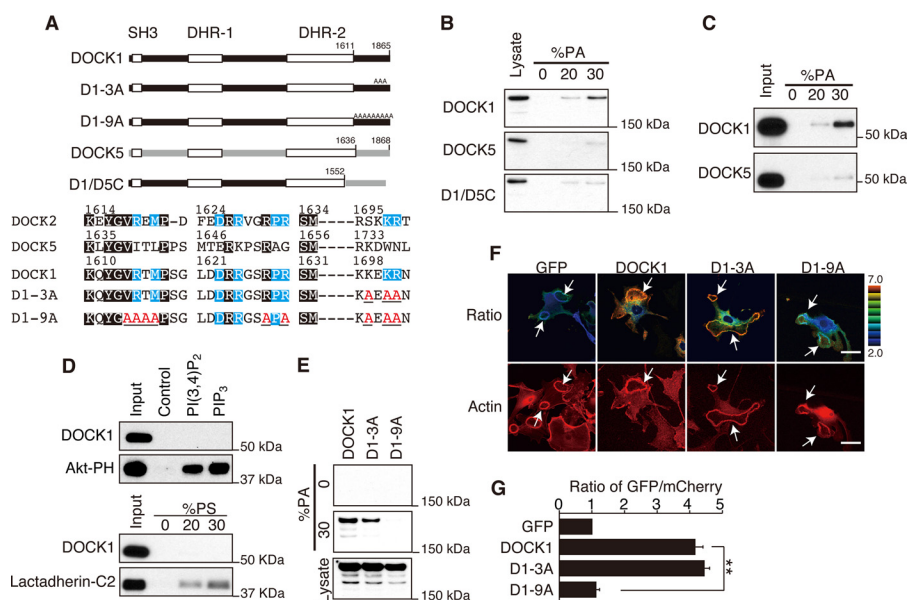 A
SH3 DHR-1 DHR-2
1611 1865
DOCK1
AAA
D1-3A
AAAAAAAAA
D1-9A
1636 1868
DOCK5
1552
D1/D5C
1614 1624 1634 1695
DOCK2 KEYGVREMP-D FEDRRVGRPR SM----RSKKRT
1635 1646 1656 1733
DOCK5 KLYGVITLPPS MTERKPSRAG SM----RKDWNL
1610 1621 1631 1698
DOCK1 KQYGVRTMPSG LDDRRGSRPR SM----KKEKRN
D1-3A KQYGVRTMPSG LDDRRGSRPR SM----KAEAAN
D1-9A KQYGAAAAPSG LDDRRGSAPA SM----KAEAAN
B
Lysate
%PA
0 20 30
DOCK1
150 kDa
DOCK5
150 kDa
D1/D5C
150 kDa
C
Input
%PA
0 20 30
DOCK1
50 kDa
DOCK5
50 kDa
D
Input Control PI(3,4)P2 PIP3
DOCK1
50 kDa
Akt-PH
37 kDa
Input
%PS
0 20 30
DOCK1
50 kDa
Lactadherin-C2
37 KDa
E
DOCK1 D1-3A D1-9A
%PA
0
150 kDa
30
150 kDa
Lysate
150 kDa
F
GFP DOCK1 D1-3A D1-9A
7.0
Ratio
2.0
Actin
G
Ratio of GFP/mCherry
0 1 2 3 4 5
GFP
DOCK1
D1-3A
D1-9A
**